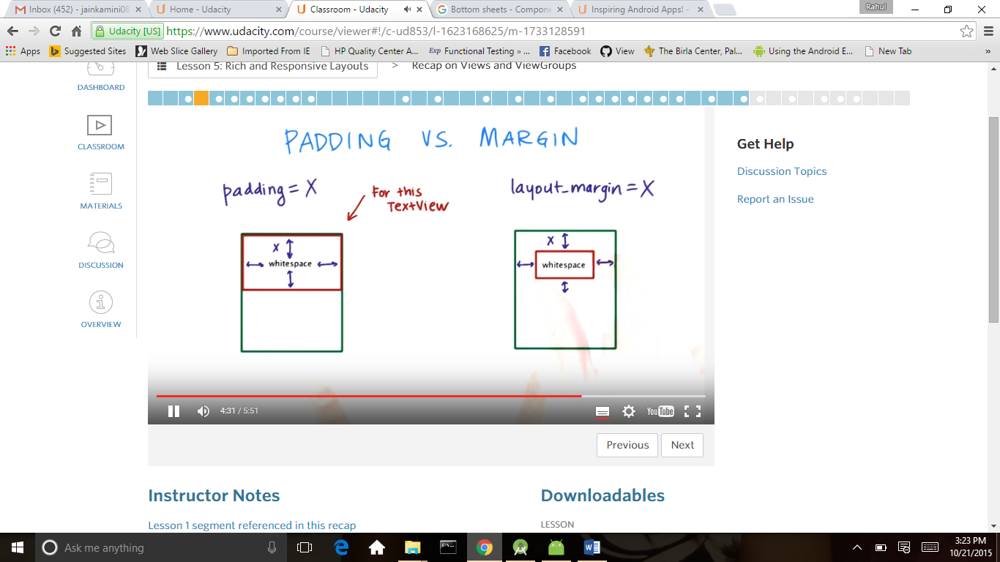 Rahul
Inbox (452) - jainkamini08
Home - Udacity
Classroom - Udacity
Bottom sheets - Compone
Inspiring Android Apps! -
Udacity [US]
https://www.udacity.com/course/viewer#!/c-ud853/l-1623168625/m-1733128591
Apps
Suggested Sites
Web Slice Gallery
Imported From IE
HP Quality Center A...
Exp Functional Testing » ...
Facebook
View
The Birla Center, Pal...
Using the Android E...
New Tab
»
DASHBOARD
CLASSROOM
MATERIALS
DISCUSSION
OVERVIEW
Lesson 5: Rich and Responsive Layouts > Recap on Views and ViewGroups
PADDING VS. MARGIN
padding = X
For this
TextView
layout_margin = X
X
whitespace
X
whitespace
4:31 / 5:51
YouTube
Previous
Next
Get Help
Discussion Topics
Report an Issue
Instructor Notes
Lesson 1 segment referenced in this recap
Downloadables
LESSON
Ask me anything
3:23 PM
10/21/2015